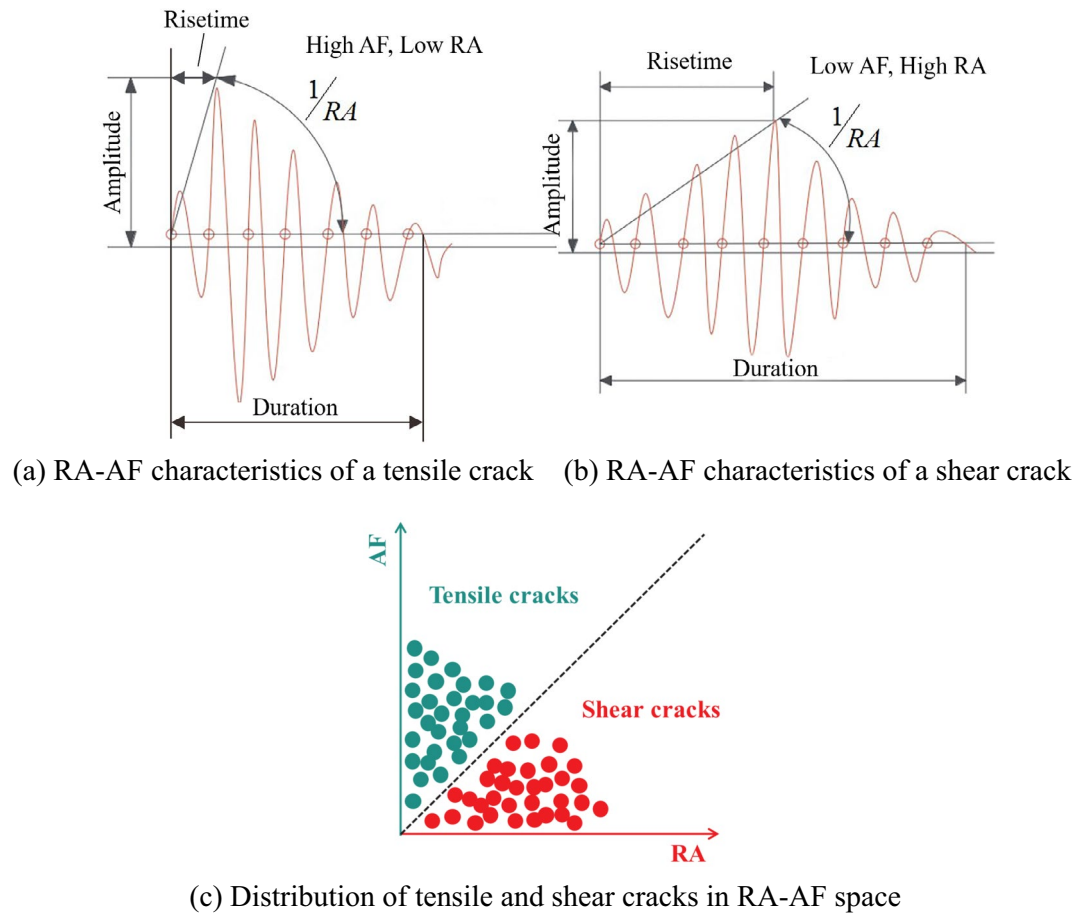 Risetime
High AF, Low RA
1/RA
Amplitude
Duration
Risetime
Low AF, High RA
1/RA
Amplitude
Duration
(a) RA-AF characteristics of a tensile crack
(b) RA-AF characteristics of a shear crack
AF
Tensile cracks
Shear cracks
RA
(c) Distribution of tensile and shear cracks in RA-AF space